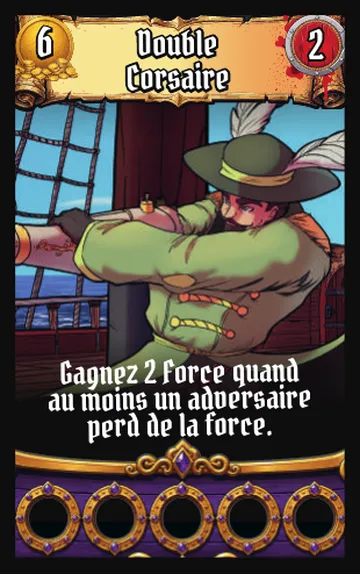 6
Double
Corsaire
2
Gagnez 2 Force quand
au moins un adversaire
perd de la force.